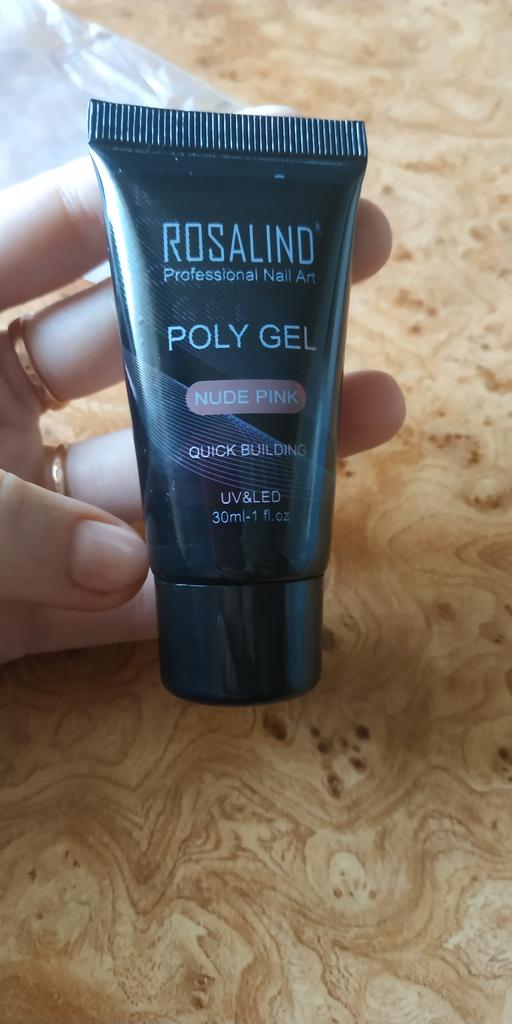 ROSALIND
Professional Nail Art
POLY GEL
NUDE PINK
QUICK BUILDING
UV&LED
30ml-1 fl.oz